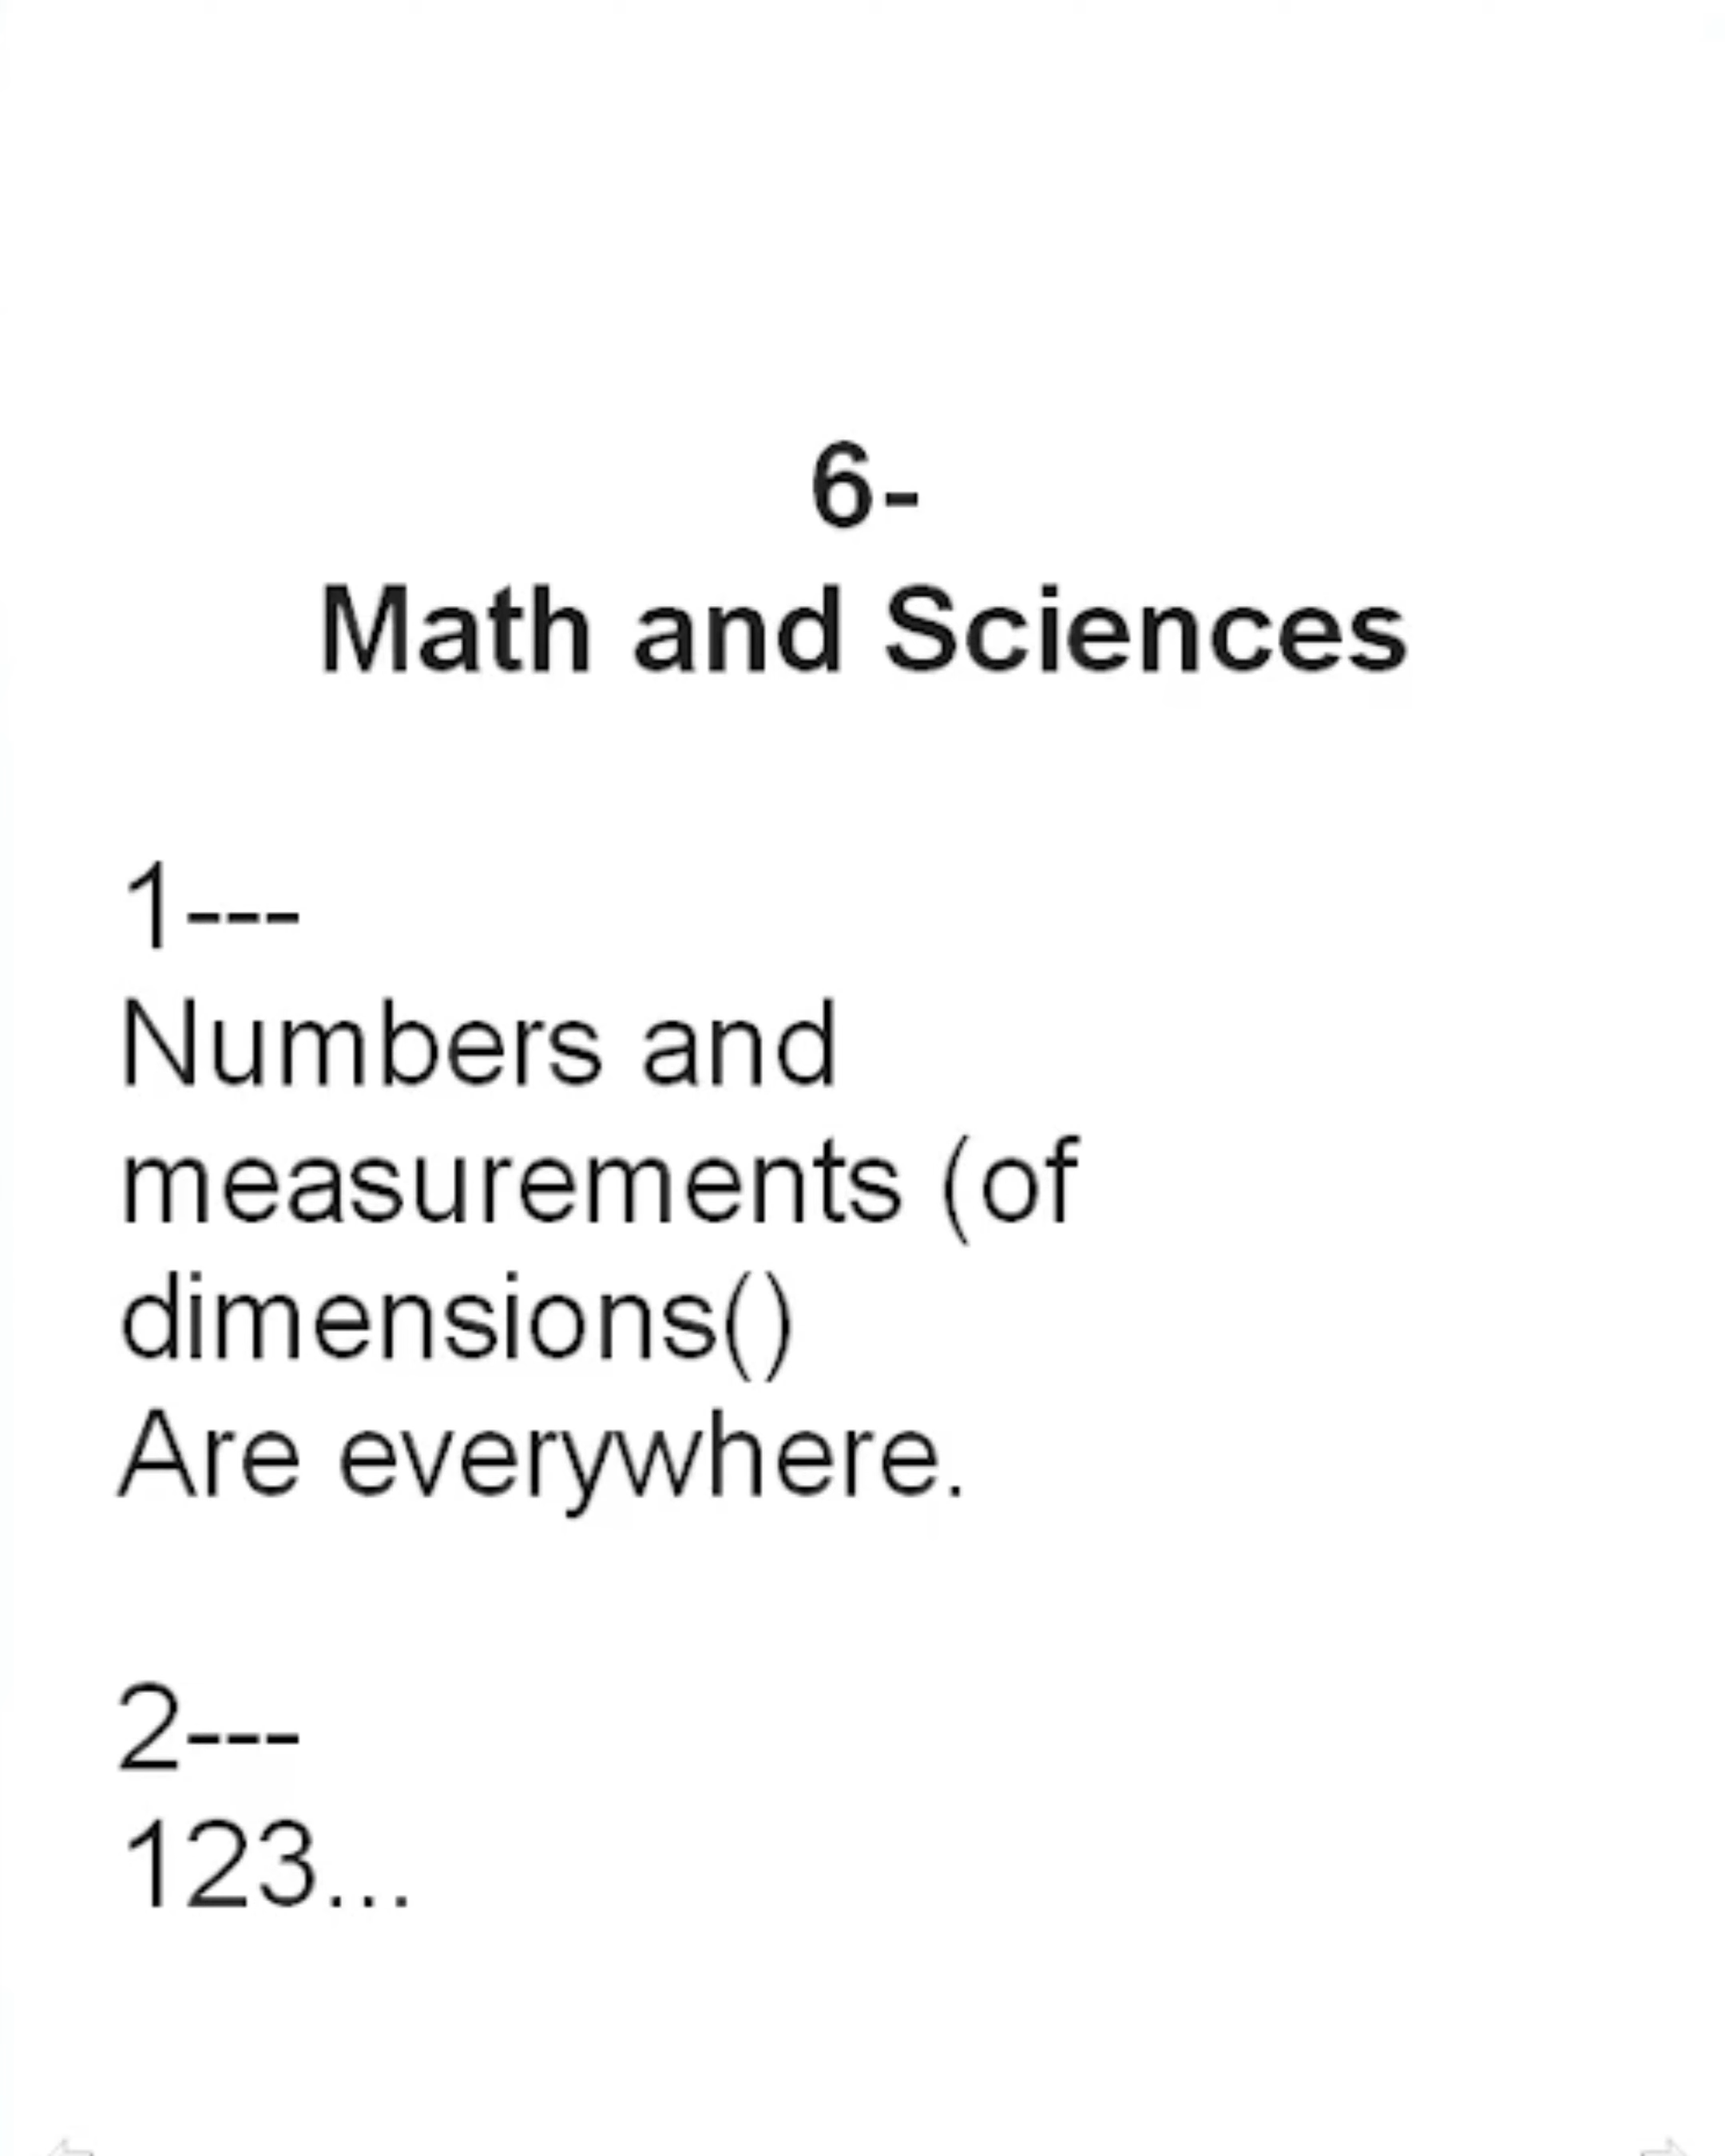 6-
Math and Sciences
1---
Numbers and
measurements (of
dimensions()
Are everywhere.
2---
123...